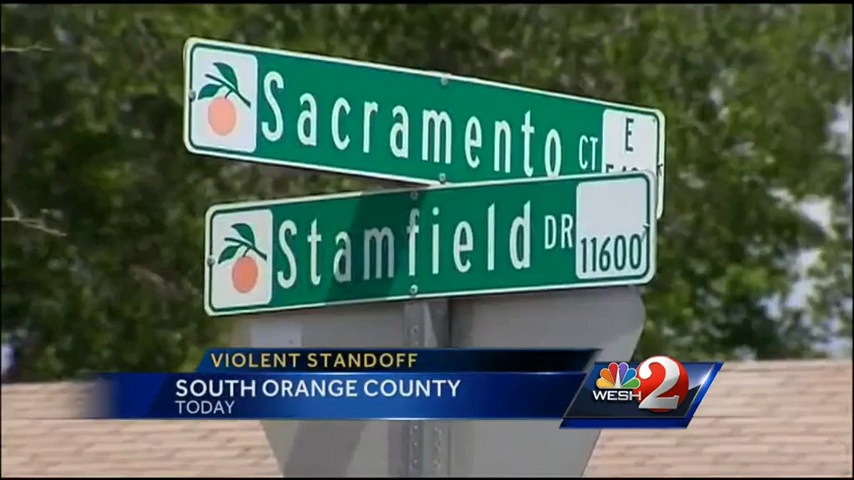 Sacramento CT E
Stamfield DR 11600
VIOLENT STANDOFF
SOUTH ORANGE COUNTY
TODAY
WESH 2